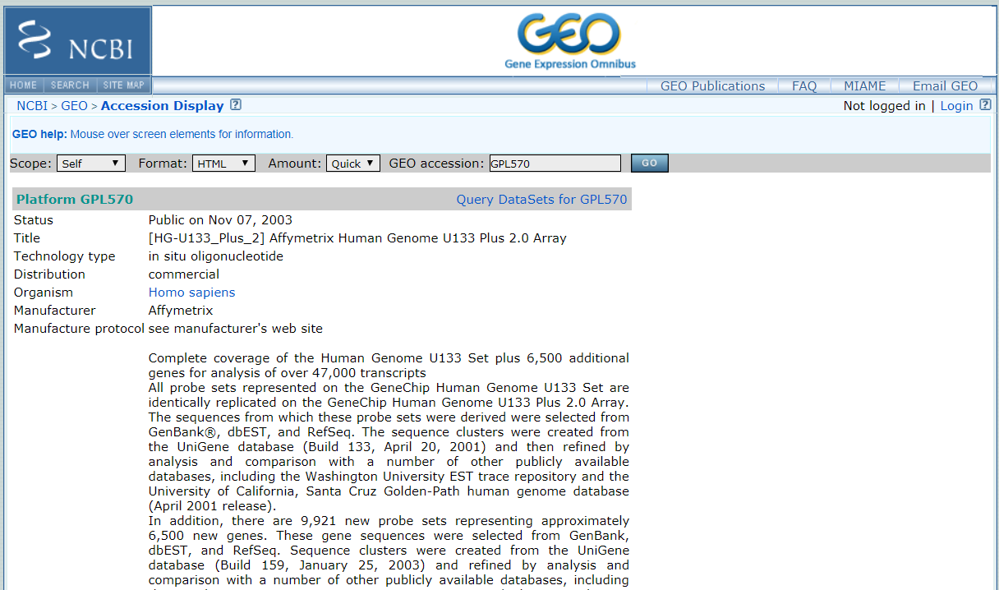 NCBI
GEO
Gene Expression Omnibus
HOME SEARCH SITE MAP
GEO Publications FAQ MIAME Email GEO
NCBI > GEO > Accession Display ?
Not logged in | Login ?
GEO help: Mouse over screen elements for information.
Scope: Self Format: HTML Amount: Quick GEO accession: GPL570 GO
Platform GPL570 Query DataSets for GPL570
Status Public on Nov 07, 2003
Title [HG-U133_Plus_2] Affymetrix Human Genome U133 Plus 2.0 Array
Technology type in situ oligonucleotide
Distribution commercial
Organism Homo sapiens
Manufacturer Affymetrix
Manufacture protocol see manufacturer's web site
Complete coverage of the Human Genome U133 Set plus 6,500 additional
genes for analysis of over 47,000 transcripts
All probe sets represented on the GeneChip Human Genome U133 Set are
identically replicated on the GeneChip Human Genome U133 Plus 2.0 Array.
The sequences from which these probe sets were derived were selected from
GenBank®, dbEST, and RefSeq. The sequence clusters were created from
the UniGene database (Build 133, April 20, 2001) and then refined by
analysis and comparison with a number of other publicly available
databases, including the Washington University EST trace repository and the
University of California, Santa Cruz Golden-Path human genome database
(April 2001 release).
In addition, there are 9,921 new probe sets representing approximately
6,500 new genes. These gene sequences were selected from GenBank,
dbEST, and RefSeq. Sequence clusters were created from the UniGene
database (Build 159, January 25, 2003) and refined by analysis and
comparison with a number of other publicly available databases, including